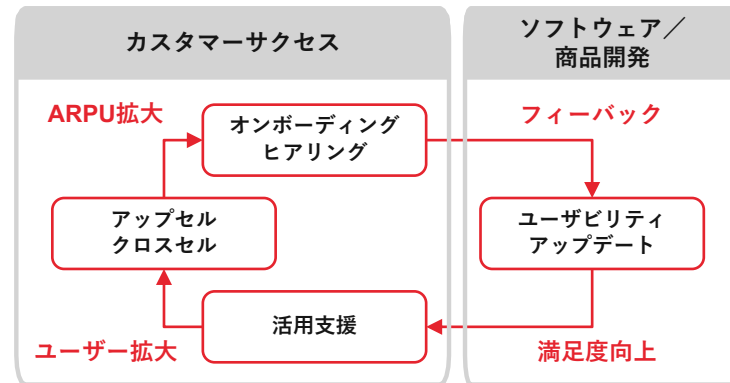 カスタマーサクセス
ソフトウェア／
商品開発
ARPU拡大
オンボーディング
ヒアリング
フィーバック
アップセル
クロスセル
ユーザビリティ
アップデート
活用支援
ユーザー拡大
満足度向上